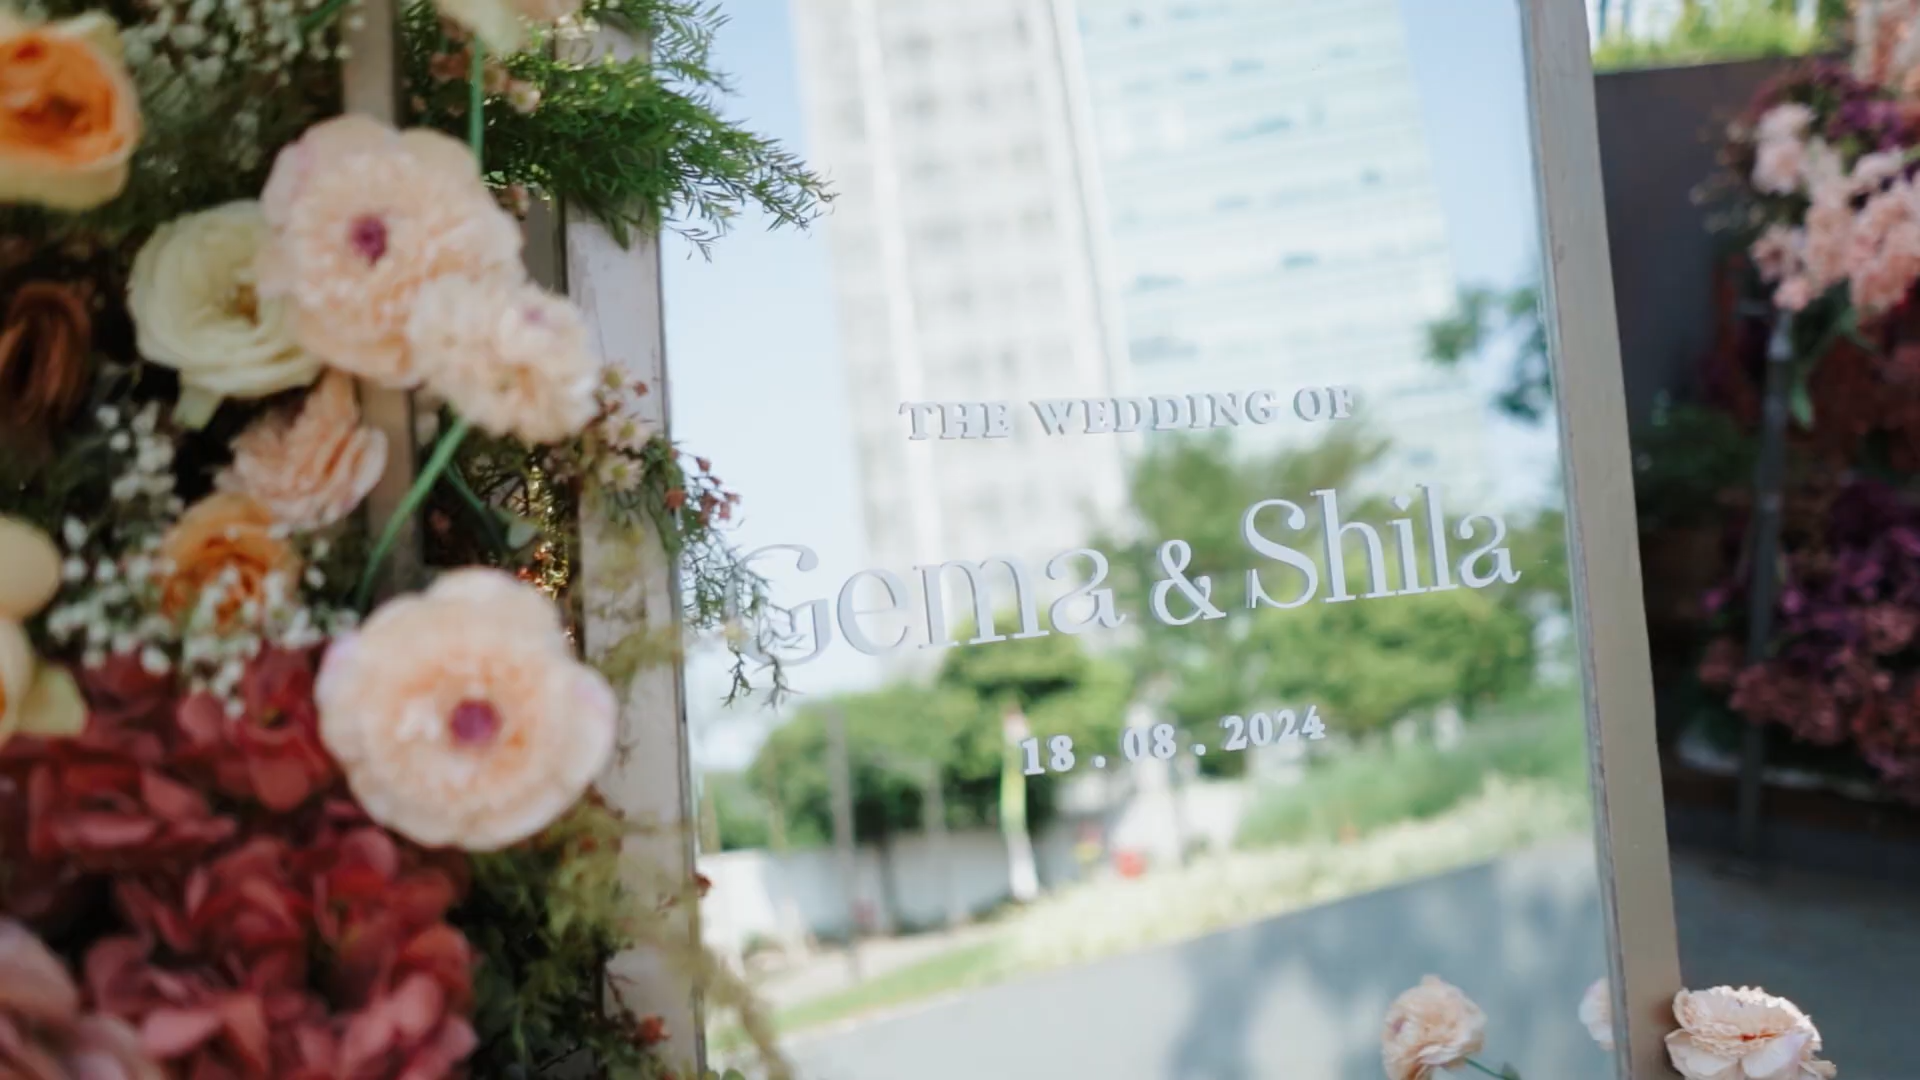 THE WEDDING OF
Gema & Shila
18 . 08 . 2024